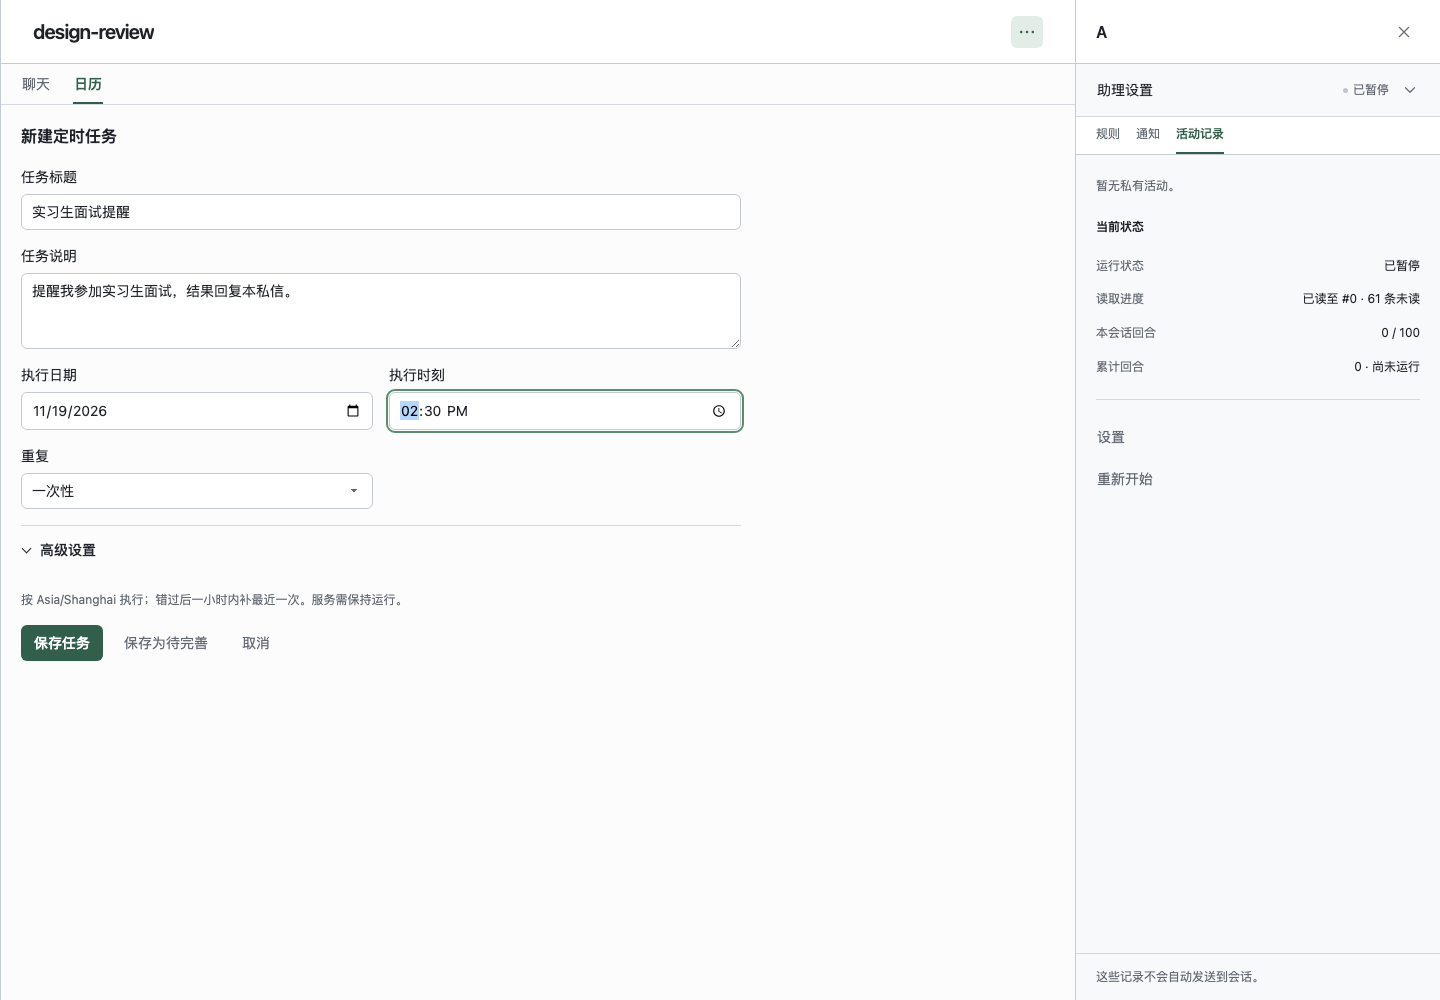 design-review
聊天
日历
新建定时任务
任务标题
实习生面试提醒
任务说明
提醒我参加实习生面试，结果回复本私信。
执行日期
执行时刻
11/19/2026
02:30 PM
重复
一次性
高级设置
按 Asia/Shanghai 执行；错过后一小时内补最近一次。服务需保持运行。
保存任务
保存为待完善
取消
A
助理设置
已暂停
规则
通知
活动记录
暂无私有活动。
当前状态
运行状态
已暂停
读取进度
已读至 #0 · 61 条未读
本会话回合
0 / 100
累计回合
0 · 尚未运行
设置
重新开始
这些记录不会自动发送到会话。